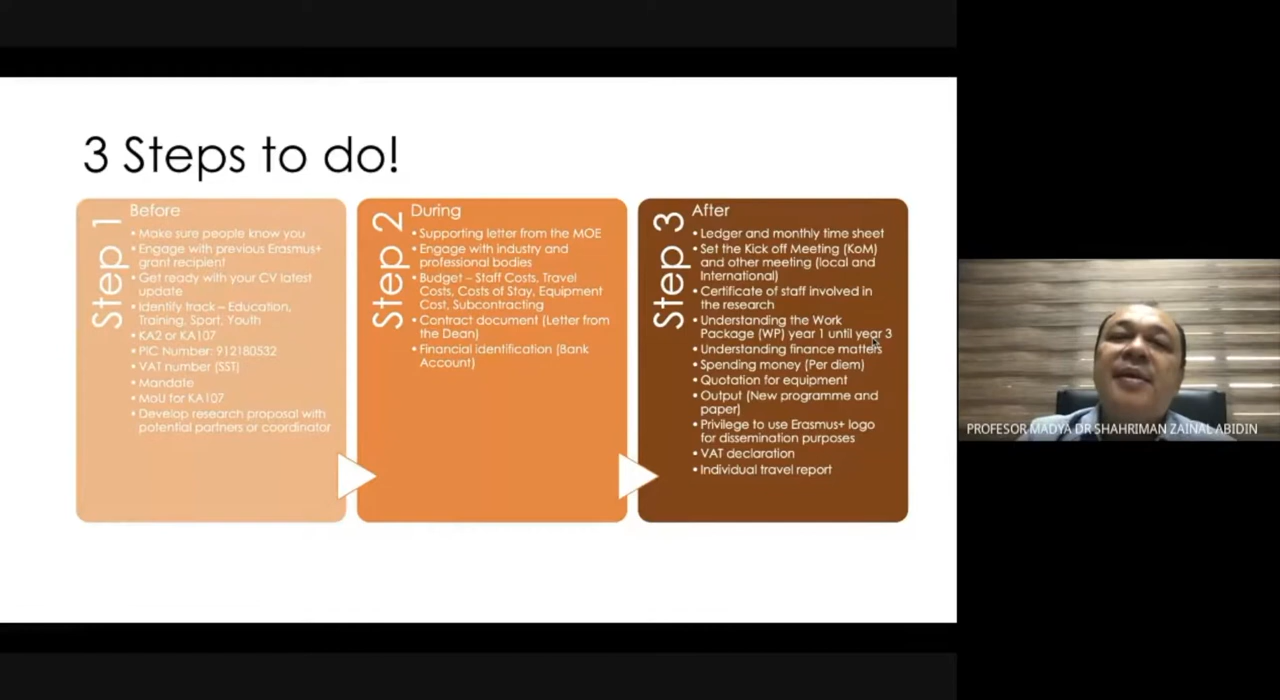 3 Steps to do!
Step 1
Before
• Make sure people know you
• Engage with previous Erasmus+
grant recipient
• Get ready with your CV latest
update
• Identify track – Education,
Training, Sport, Youth
• KA2 or KA107
• PIC Number: 912180532
• VAT number (SST)
• Mandate
• MoU for KA107
• Develop research proposal with
potential partners or coordinator
Step 2
During
• Supporting letter from the MOE
• Engage with industry and
professional bodies
• Budget – Staff Costs, Travel
Costs, Costs of Stay, Equipment
Cost, Subcontracting
• Contract document (Letter from
the Dean)
• Financial identification (Bank
Account)
Step 3
After
• Ledger and monthly time sheet
• Set the Kick off Meeting (KoM)
and other meeting (local and
International)
• Certificate of staff involved in
the research
• Understanding the Work
Package (WP) year 1 until year 3
• Understanding finance matters
• Spending money (Per diem)
• Quotation for equipment
• Output (New programme and
paper)
• Privilege to use Erasmus+ logo
for dissemination purposes
• VAT declaration
• Individual travel report
PROFESOR MADYA DR SHAHRIMAN ZAINAL ABIDIN